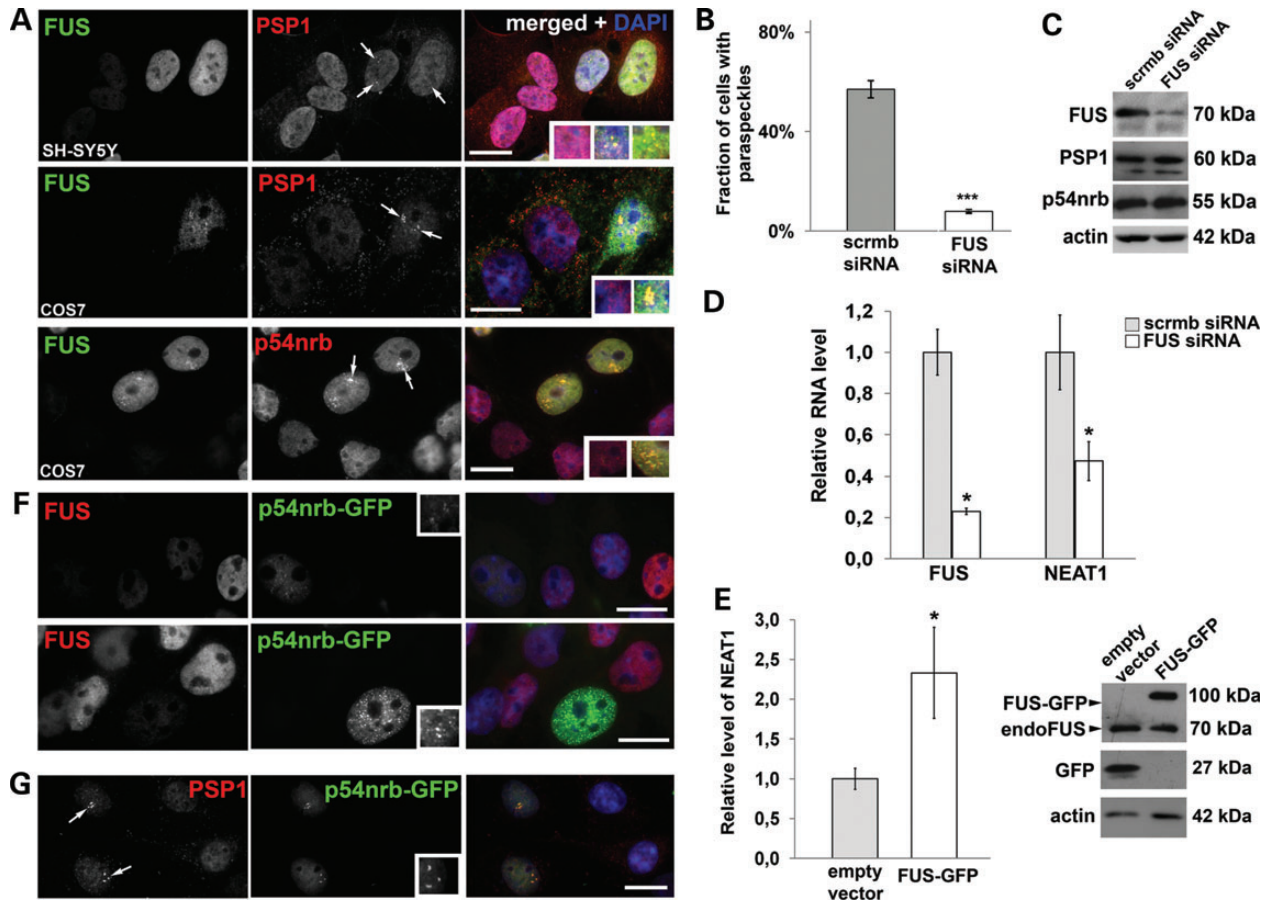 A
FUS
PSP1
merged + DAPI
SH-SY5Y
FUS
PSP1
COS7
FUS
p54nrb
COS7
B
Fraction of cells with
paraspeckles
80%
40%
0%
***
scrmb
siRNA
FUS
siRNA
C
scrmb siRNA
FUS siRNA
FUS
70 kDa
PSP1
60 kDa
p54nrb
55 kDa
actin
42 kDa
D
Relative RNA level
1,2
1,0
0,8
0,6
0,4
0,2
0,0
*
*
FUS
NEAT1
scrmb siRNA
FUS siRNA
E
Relative level of NEAT1
3,0
2,5
2,0
1,5
1,0
0,5
0,0
*
empty
vector
FUS-GFP
empty
vector
FUS-GFP
FUS-GFP
100 kDa
endoFUS
70 kDa
GFP
27 kDa
actin
42 kDa
F
FUS
p54nrb-GFP
FUS
p54nrb-GFP
G
PSP1
p54nrb-GFP